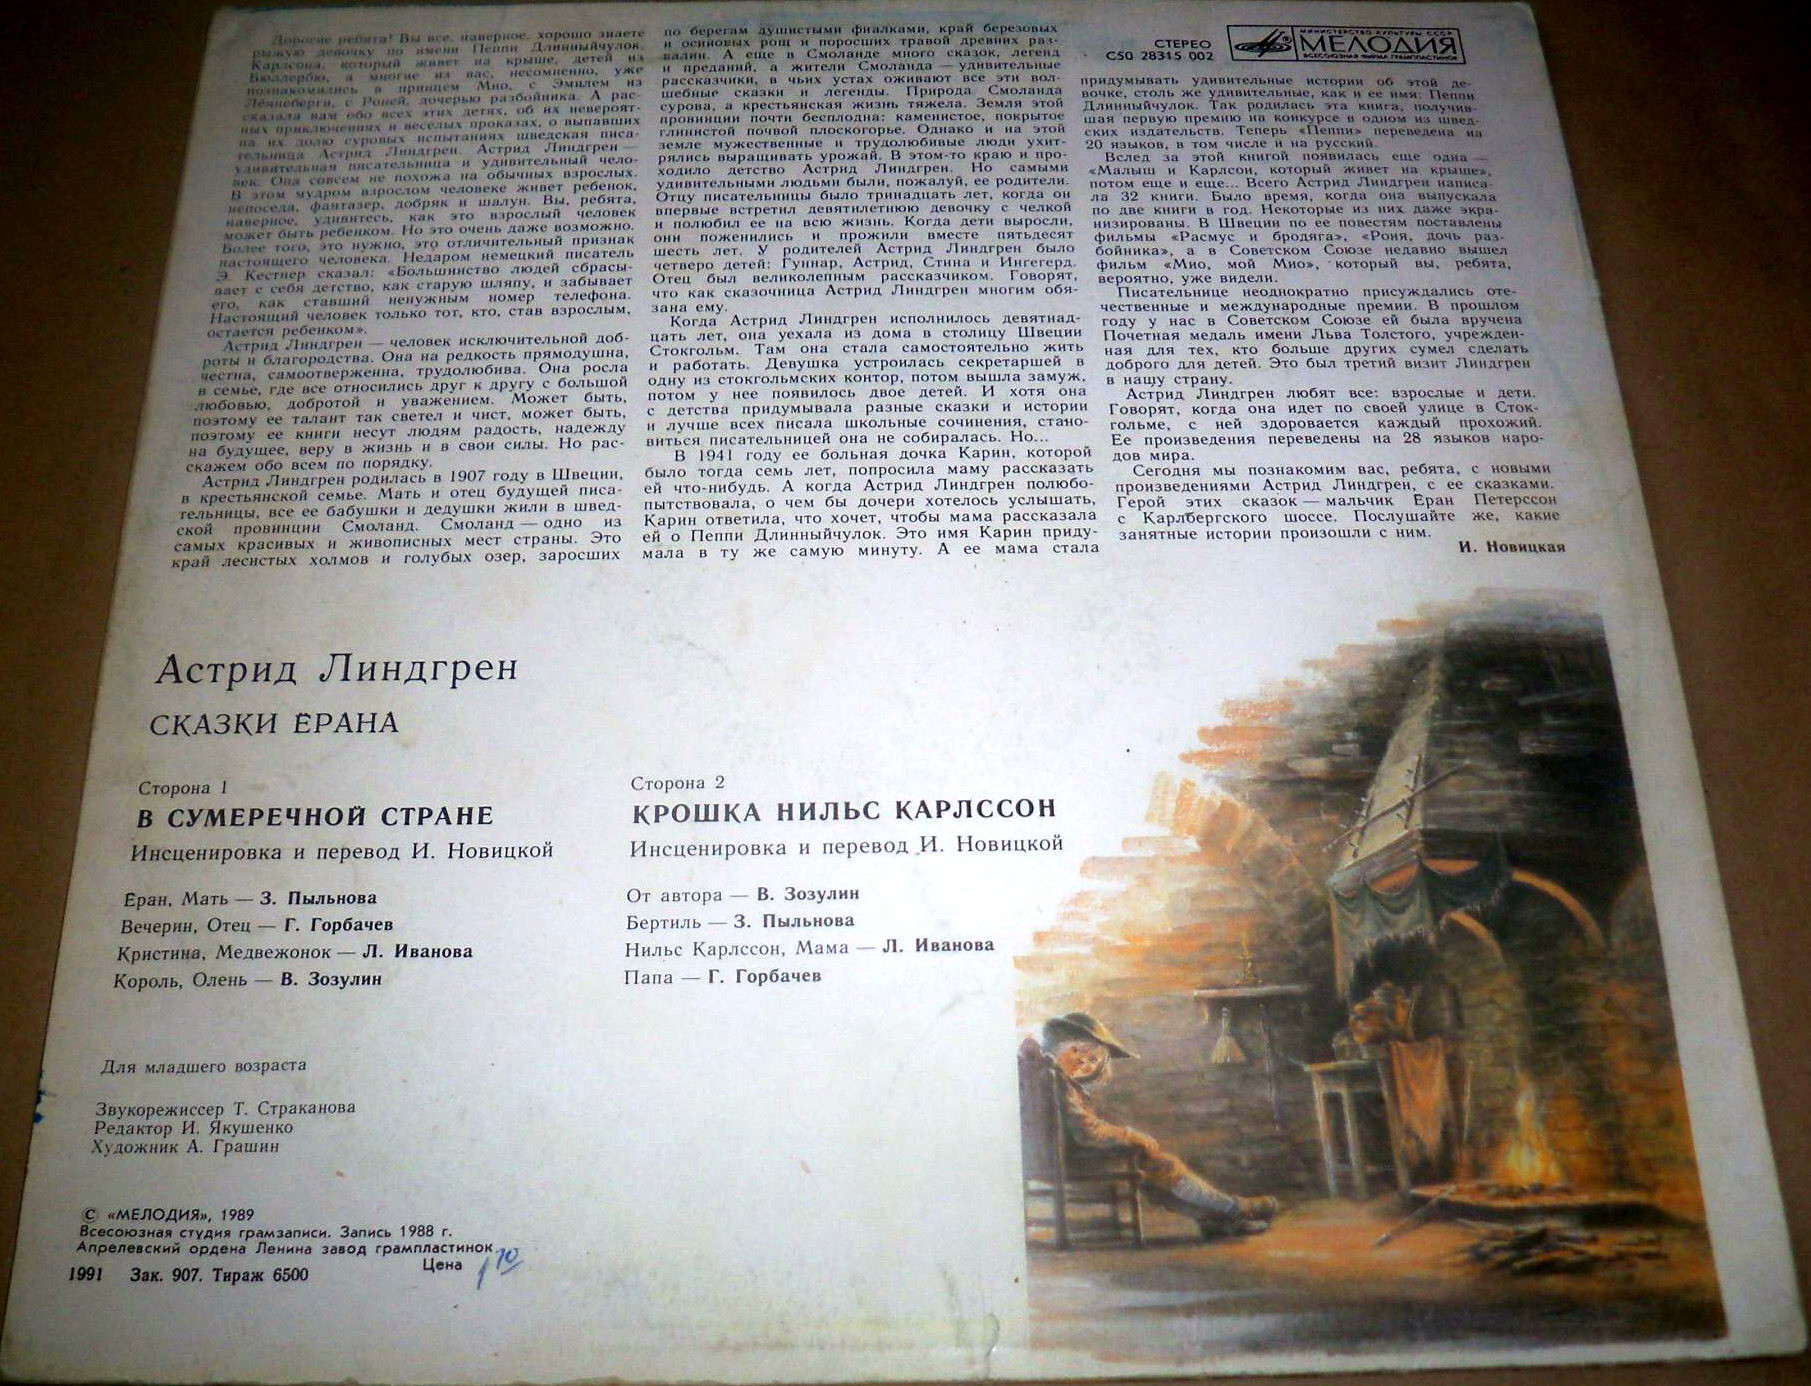 Дорогие ребята! Вы все, наверное, хорошо знаете
рыжую девочку по имени Пеппи Длинныйчулок,
Карлсона, который живет на крыше, детей из
Бюллербю, а многие из вас, несомненно, уже
познакомились с принцем Мио, с Эмилем из
Лённеберги, с Роней, дочерью разбойника. А рас-
сказала вам обо всех этих детях, об их невероят-
ных приключениях и веселых проказах, о выпавших
на их долю суровых испытаниях шведская писа-
тельница Астрид Линдгрен. Астрид Линдгрен —
удивительная писательница и удивительный чело-
век. Она совсем не похожа на обычных взрослых.
В этом мудром взрослом человеке живет ребенок,
непоседа, фантазер, добряк и шалун. Вы, ребята,
наверное, удивитесь, как это взрослый человек
может быть ребенком. Но это очень даже возможно.
Более того, это нужно, это отличительный признак
настоящего человека. Недаром немецкий писатель
Э. Кестнер сказал: «Большинство людей сбрасы-
вает с себя детство, как старую шляпу, и забывает
его, как ставший ненужным номер телефона.
Настоящий человек только тот, кто, став взрослым,
остается ребенком».
Астрид Линдгрен — человек исключительной доб-
роты и благородства. Она на редкость прямодушна,
честна, самоотверженна, трудолюбива. Она росла
в семье, где все относились друг к другу с большой
любовью, добротой и уважением. Может быть,
поэтому ее талант так светел и чист, может быть,
поэтому ее книги несут людям радость, надежду
на будущее, веру в жизнь и в свои силы. Но рас-
скажем обо всем по порядку.
Астрид Линдгрен родилась в 1907 году в Швеции,
в крестьянской семье. Мать и отец будущей писа-
тельницы, все ее бабушки и дедушки жили в швед-
ской провинции Смоланд. Смоланд — одно из
самых красивых и живописных мест страны. Это
край лесистых холмов и голубых озер, заросших
по берегам душистыми фиалками, край березовых
и осиновых рощ и поросших травой древних раз-
валин. А еще в Смоланде много сказок, легенд
и преданий, а жители Смоланда — удивительные
рассказчики, в чьих устах оживают все эти вол-
шебные сказки и легенды. Природа Смоланда
сурова, а крестьянская жизнь тяжела. Земля этой
провинции почти бесплодна: каменистое, покрытое
глинистой почвой плоскогорье. Однако и на этой
земле мужественные и трудолюбивые люди ухит-
рялись выращивать урожай. В этом-то краю и про-
ходило детство Астрид Линдгрен. Но самыми
удивительными людьми были, пожалуй, ее родители.
Отцу писательницы было тринадцать лет, когда он
впервые встретил девятилетнюю девочку с челкой
и полюбил ее на всю жизнь. Когда дети выросли,
они поженились и прожили вместе пятьдесят
шесть лет. У родителей Астрид Линдгрен было
четверо детей: Гуннар, Астрид, Стина и Ингегерд.
Отец был великолепным рассказчиком. Говорят,
что как сказочница Астрид Линдгрен многим обя-
зана ему.
Когда Астрид Линдгрен исполнилось девятнад-
цать лет, она уехала из дома в столицу Швеции
Стокгольм. Там она стала самостоятельно жить
и работать. Девушка устроилась секретаршей в
одну из стокгольмских контор, потом вышла замуж,
потом у нее появилось двое детей. И хотя она
с детства придумывала разные сказки и истории
и лучше всех писала школьные сочинения, стано-
виться писательницей она не собиралась. Но...
В 1941 году ее больная дочка Карин, которой
было тогда семь лет, попросила маму рассказать
ей что-нибудь. А когда Астрид Линдгрен полюбо-
пытствовала, о чем бы дочери хотелось услышать,
Карин ответила, что хочет, чтобы мама рассказала
ей о Пеппи Длинныйчулок. Это имя Карин приду-
мала в ту же самую минуту. А ее мама стала
СТЕРЕО
С50 28315 002
МИНИСТЕРСТВО КУЛЬТУРЫ СССР
МЕЛОДИЯ
ВСЕСОЮЗНАЯ ФИРМА ГРАМПЛАСТИНОК
придумывать удивительные истории об этой де-
вочке, столь же удивительные, как и ее имя: Пеппи
Длинныйчулок. Так родилась эта книга, получив-
шая первую премию на конкурсе в одном из швед-
ских издательств. Теперь «Пеппи» переведена на
20 языков, в том числе и на русский.
Вслед за этой книгой появилась еще одна —
«Малыш и Карлсон, который живет на крыше»,
потом еще и еще... Всего Астрид Линдгрен написа-
ла 32 книги. Было время, когда она выпускала
по две книги в год. Некоторые из них даже экра-
низированы. В Швеции по ее повестям поставлены
фильмы «Расмус и бродяга», «Роня, дочь раз-
бойника», а в Советском Союзе недавно вышел
фильм «Мио, мой Мио», который вы, ребята,
вероятно, уже видели.
Писательнице неоднократно присуждались оте-
чественные и международные премии. В прошлом
году у нас в Советском Союзе ей была вручена
Почетная медаль имени Льва Толстого, учрежден-
ная для тех, кто больше других сумел сделать
доброго для детей. Это был третий визит Линдгрен
в нашу страну.
Астрид Линдгрен любят все: взрослые и дети.
Говорят, когда она идет по своей улице в Сток-
гольме, с ней здоровается каждый прохожий.
Ее произведения переведены на 28 языков наро-
дов мира.
Сегодня мы познакомим вас, ребята, с новыми
произведениями Астрид Линдгрен, с ее сказками.
Герой этих сказок — мальчик Ёран Петерссон
с Карлбергского шоссе. Послушайте же, какие
занятные истории произошли с ним.
И. Новицкая
Астрид Линдгрен
СКАЗКИ ЁРАНА
Сторона 1
В СУМЕРЕЧНОЙ СТРАНЕ
Инсценировка и перевод И. Новицкой
Ёран, Мать — З. Пыльнова
Вечерин, Отец — Г. Горбачев
Кристина, Медвежонок — Л. Иванова
Король, Олень — В. Зозулин
Сторона 2
КРОШКА НИЛЬС КАРЛССОН
Инсценировка и перевод И. Новицкой
От автора — В. Зозулин
Бертиль — З. Пыльнова
Нильс Карлссон, Мама — Л. Иванова
Папа — Г. Горбачев
Для младшего возраста
Звукорежиссер Т. Страканова
Редактор И. Якушенко
Художник А. Грашин
© «МЕЛОДИЯ», 1989
Всесоюзная студия грамзаписи. Запись 1988 г.
Апрелевский ордена Ленина завод грампластинок
Цена 1 10
1991 Зак. 907. Тираж 6500